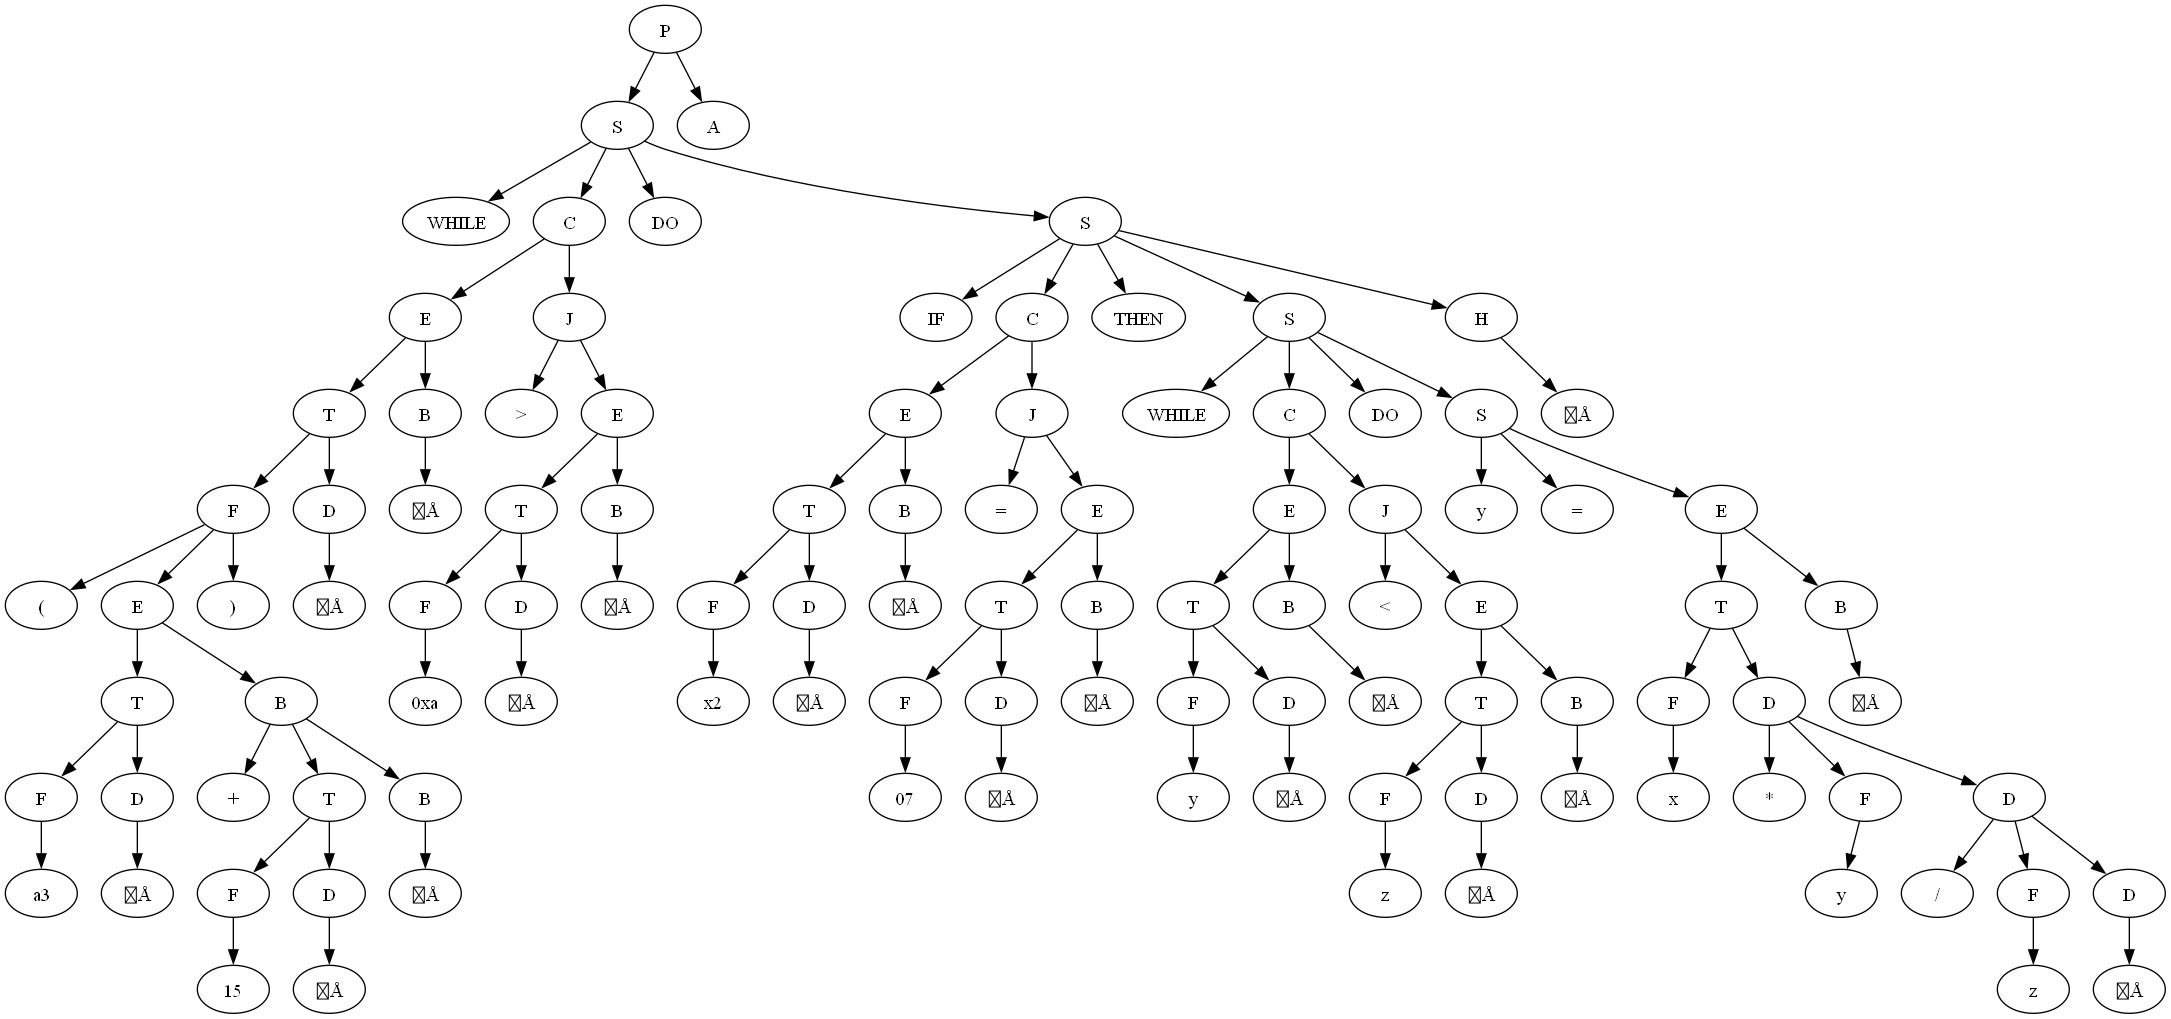 P
S A
WHILE C DO S
E J IF C THEN S H
T B > E E J WHILE C DO S □Å
F D □Å T B T B = E E J y = E
( E ) □Å F D □Å F D □Å T B T B < E T B
T B 0xa □Å x2 □Å F D □Å F D □Å T B F D □Å
F D + T B 07 □Å y □Å F D □Å x * F D
a3 □Å F D □Å z □Å y / F D
15 □Å z □Å